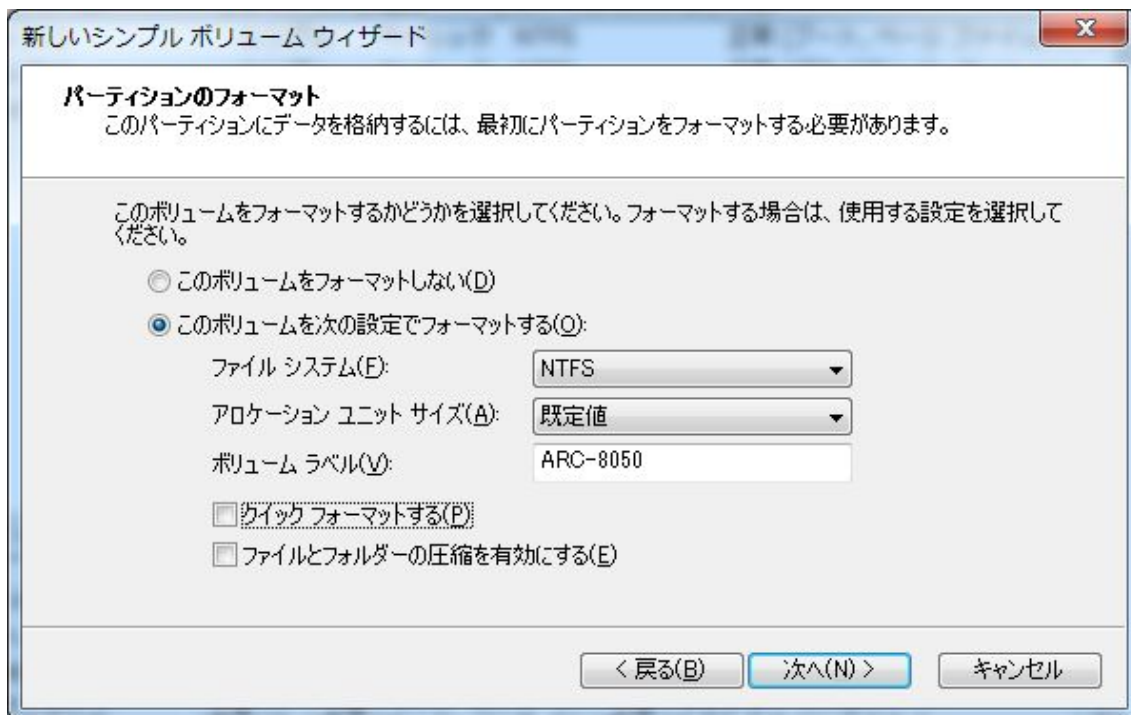 新しいシンプル ボリューム ウィザード
パーティションのフォーマット
このパーティションにデータを格納するには、最初にパーティションをフォーマットする必要があります。
このボリュームをフォーマットするかどうかを選択してください。フォーマットする場合は、使用する設定を選択して
ください。
このボリュームをフォーマットしない(D)
このボリュームを次の設定でフォーマットする(O):
ファイル システム(F): NTFS
アロケーション ユニット サイズ(A): 既定値
ボリューム ラベル(V): ARC-8050
クイック フォーマットする(P)
ファイルとフォルダーの圧縮を有効にする(E)
< 戻る(B) 次へ(N) > キャンセル